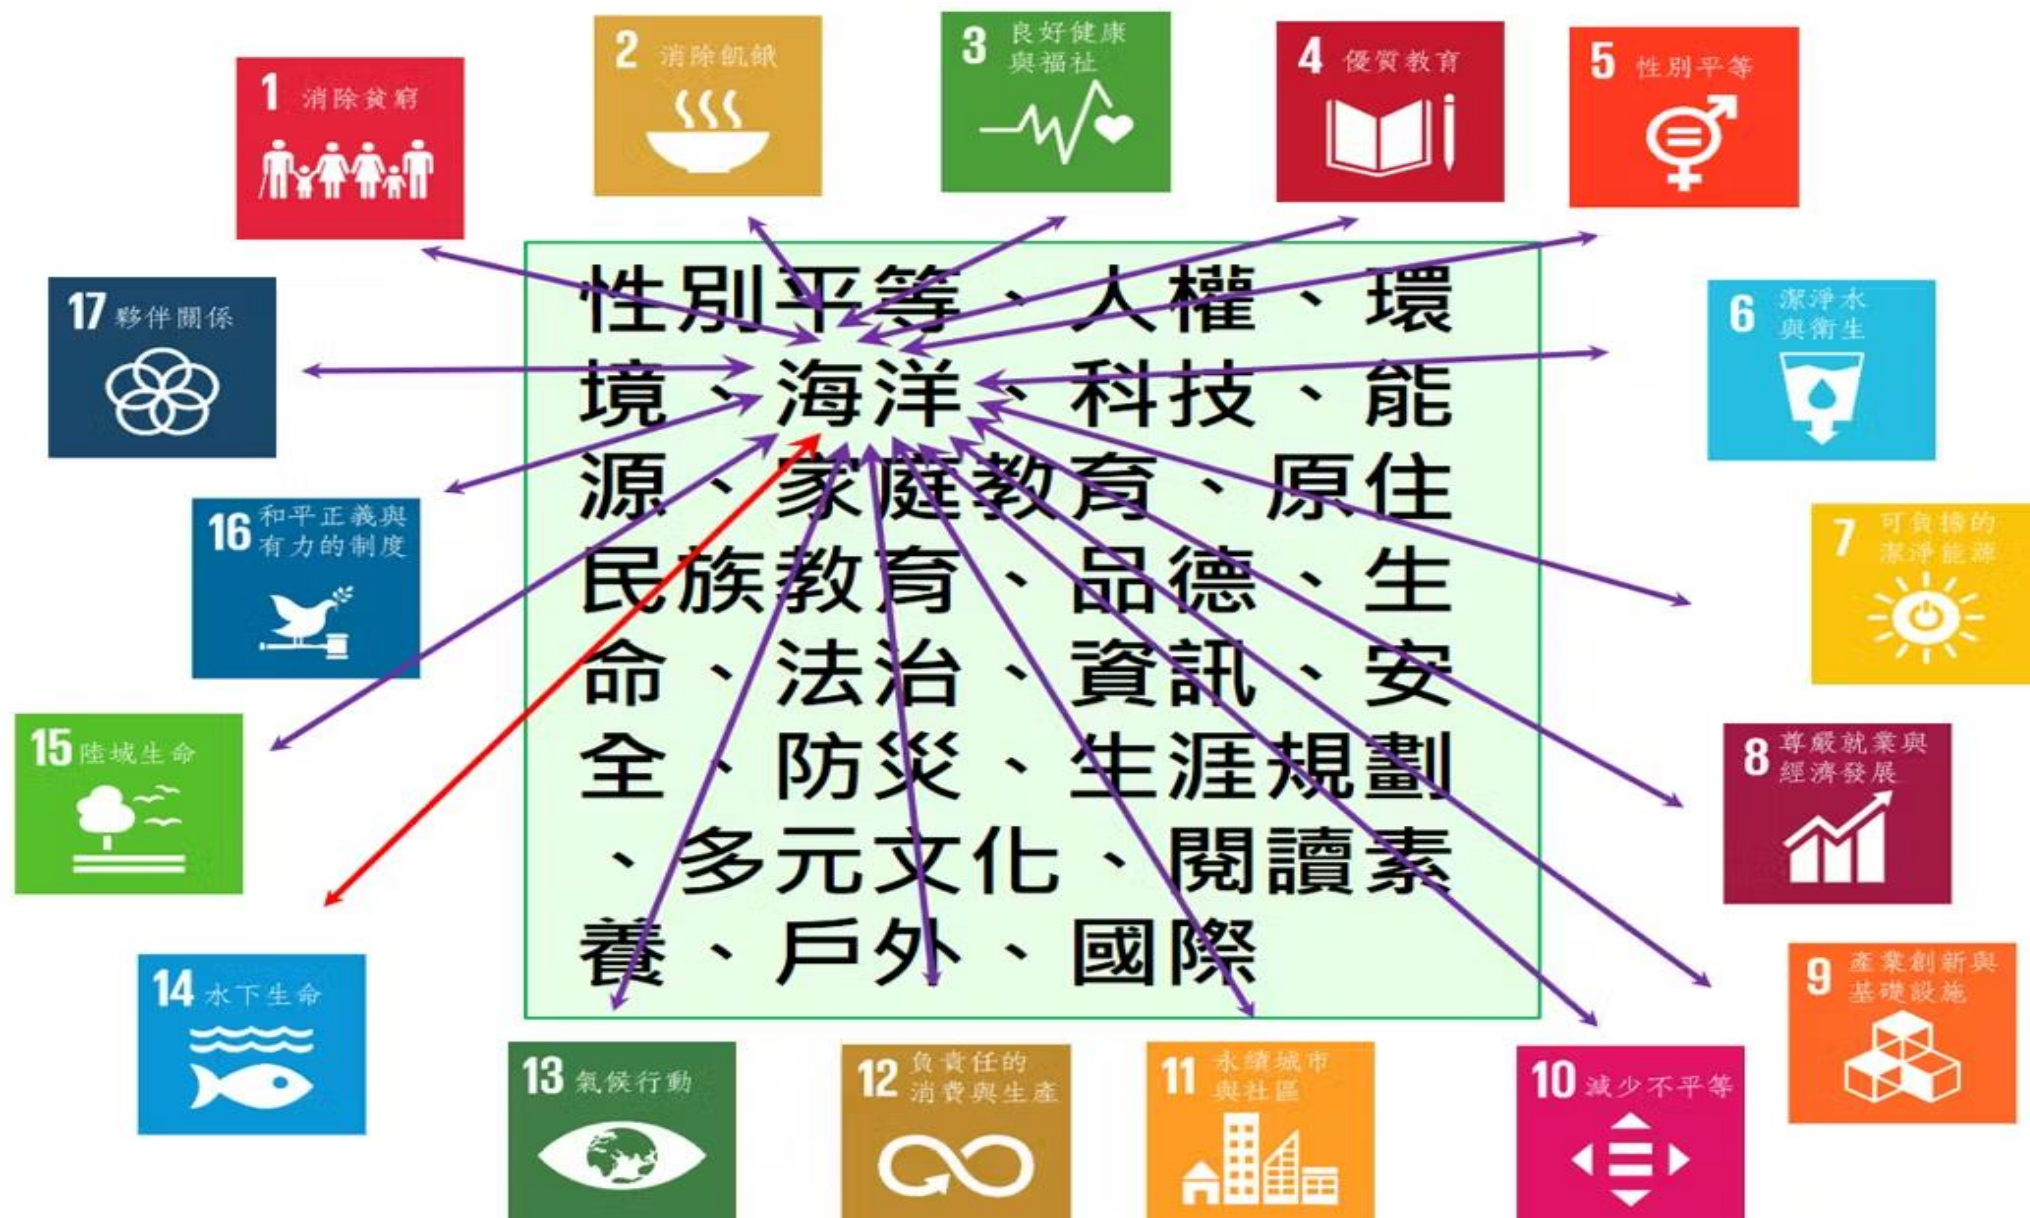 1 消除貧窮
2 消除飢餓
3 良好健康
與福祉
4 優質教育
5 性別平等
6 潔淨水
與衛生
7 可負擔的
潔淨能源
8 尊嚴就業與
經濟發展
9 產業創新與
基礎設施
10 減少不平等
11 永續城市
與社區
12 負責任的
消費與生產
13 氣候行動
14 水下生命
15 陸域生命
16 和平正義與
有力的制度
17 夥伴關係
性別平等、人權、環
境、海洋、科技、能
源、家庭教育、原住
民族教育、品德、生
命、法治、資訊、安
全、防災、生涯規劃
、多元文化、閱讀素
養、戶外、國際